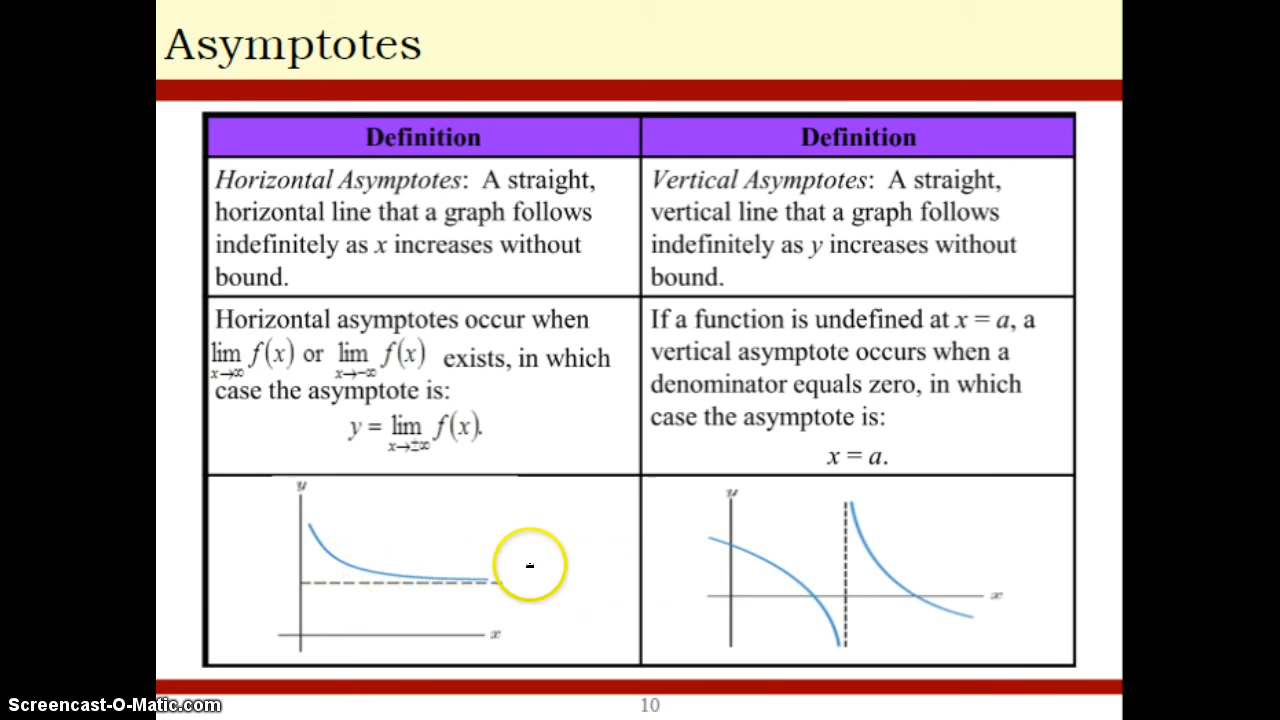 Asymptotes
Definition
Horizontal Asymptotes: A straight,
horizontal line that a graph follows
indefinitely as x increases without
bound.
Horizontal asymptotes occur when
lim f(x) or lim f(x) exists, in which
x→∞ x→-∞
case the asymptote is:
y = lim f(x).
x→±∞
y
x
Definition
Vertical Asymptotes: A straight,
vertical line that a graph follows
indefinitely as y increases without
bound.
If a function is undefined at x = a, a
vertical asymptote occurs when a
denominator equals zero, in which
case the asymptote is:
x = a.
y
x
Screencast-O-Matic.com
10